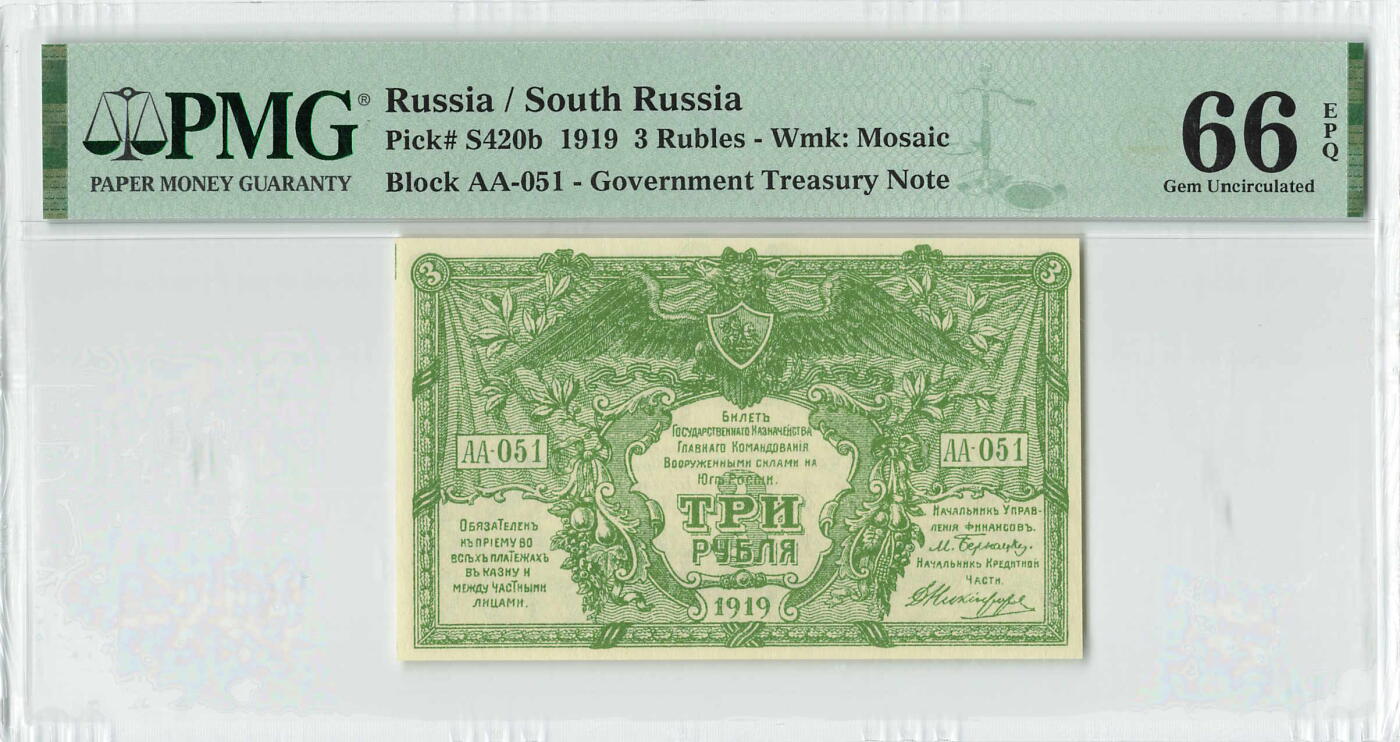 PMG®
PAPER MONEY GUARANTY
Russia / South Russia
Pick# S420b 1919 3 Rubles - Wmk: Mosaic
Block AA-051 - Government Treasury Note
66
EPQ
Gem Uncirculated
3
3
Билетъ
Государственнаго Казначейства
Главнаго Командованія
Вооруженными силами на
Югѣ Россіи.
АА-051
АА-051
ТРИ
РУБЛЯ
1919
Обязателенъ
къ пріему во
всѣхъ платежахъ
въ казну и
между частными
лицами.
Начальникъ Управ-
ленія финансовъ.
М. Бернацкій.
Начальникъ Кредитной
Части.